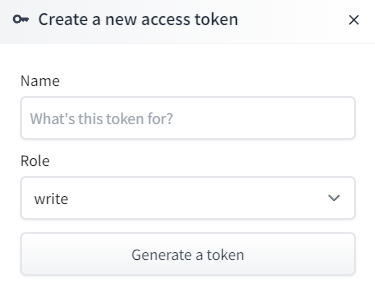 Create a new access token
Name
What's this token for?
Role
write
Generate a token